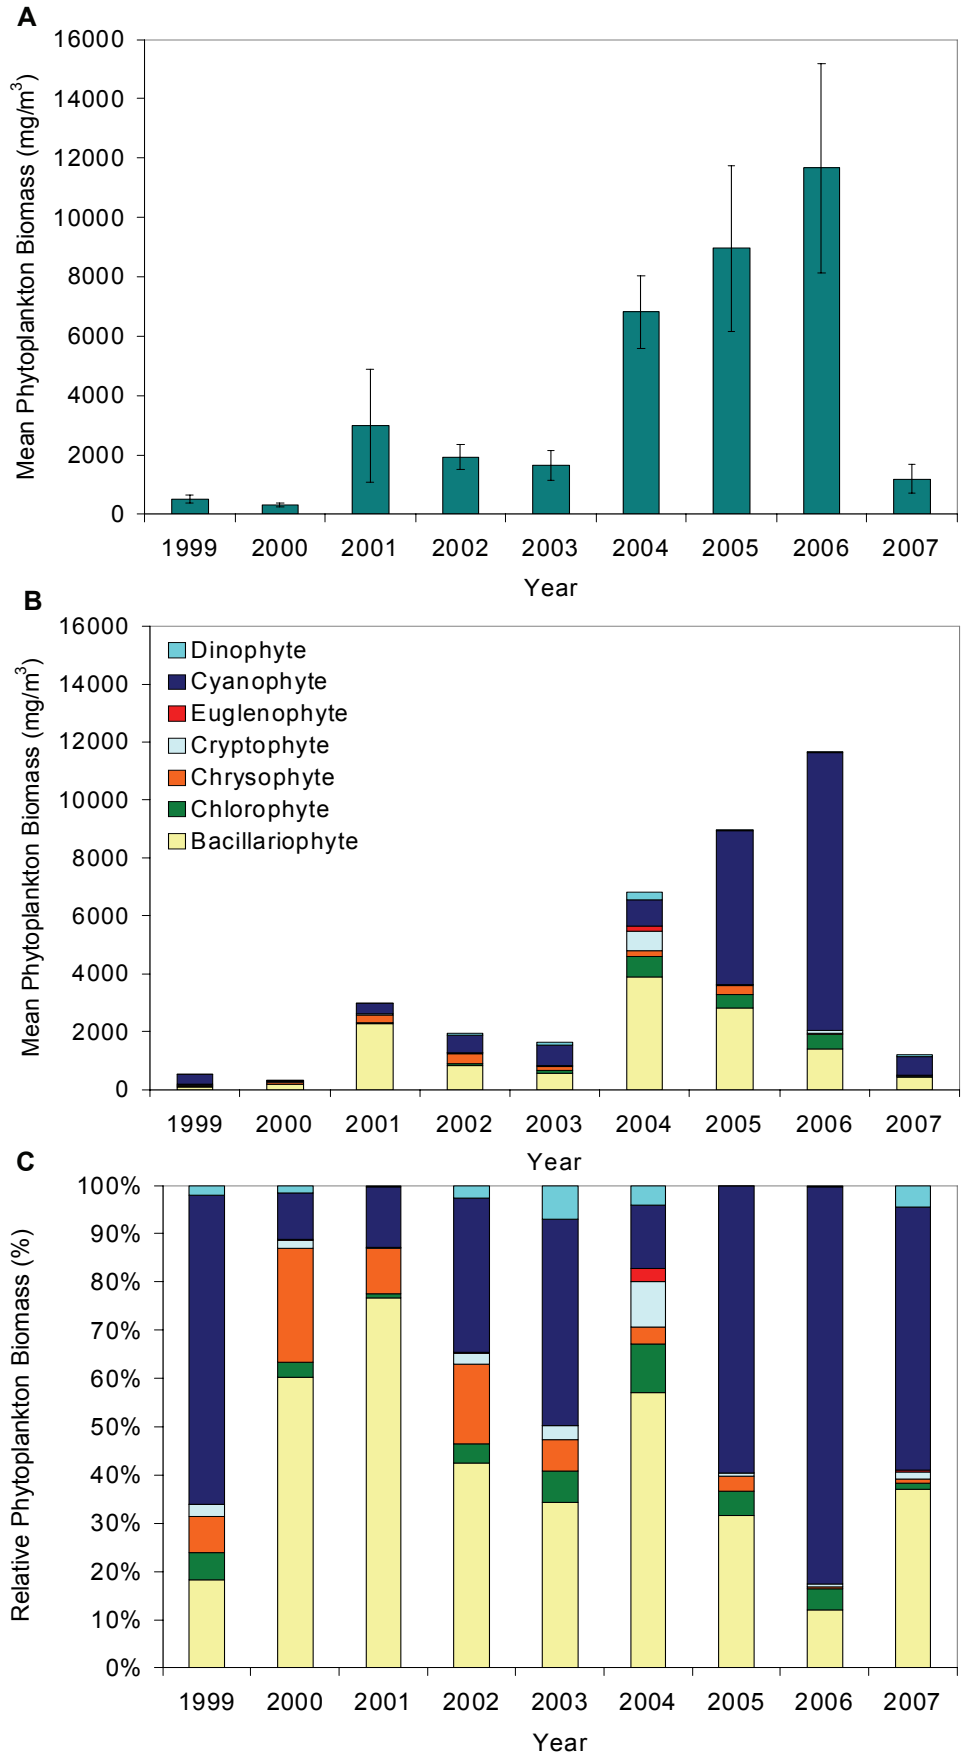 A
Mean Phytoplankton Biomass (mg/m³)
16000
14000
12000
10000
8000
6000
4000
2000
0
1999 2000 2001 2002 2003 2004 2005 2006 2007
Year
B
Mean Phytoplankton Biomass (mg/m³)
16000
14000
12000
10000
8000
6000
4000
2000
0
Dinophyte
Cyanophyte
Euglenophyte
Cryptophyte
Chrysophyte
Chlorophyte
Bacillariophyte
1999 2000 2001 2002 2003 2004 2005 2006 2007
Year
C
Relative Phytoplankton Biomass (%)
100%
90%
80%
70%
60%
50%
40%
30%
20%
10%
0%
1999 2000 2001 2002 2003 2004 2005 2006 2007
Year